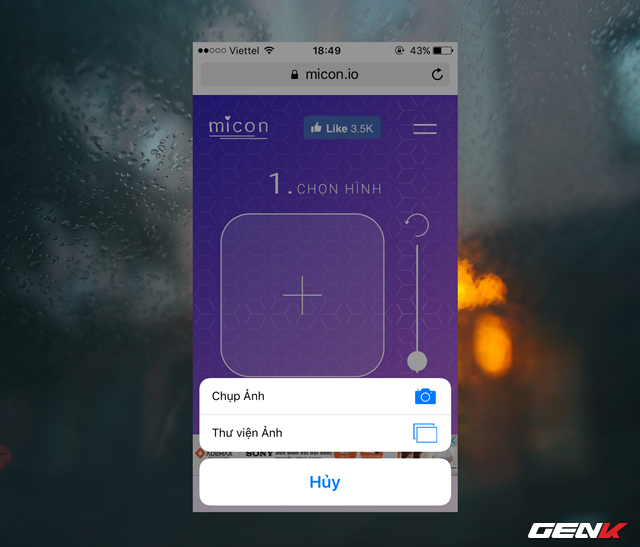 Viettel 18:49 43%
micon.io
micon
Like 3.5K
1. CHỌN HÌNH
Chụp Ảnh
Thư viện Ảnh
ADEMAX SONY
Hủy
GENK